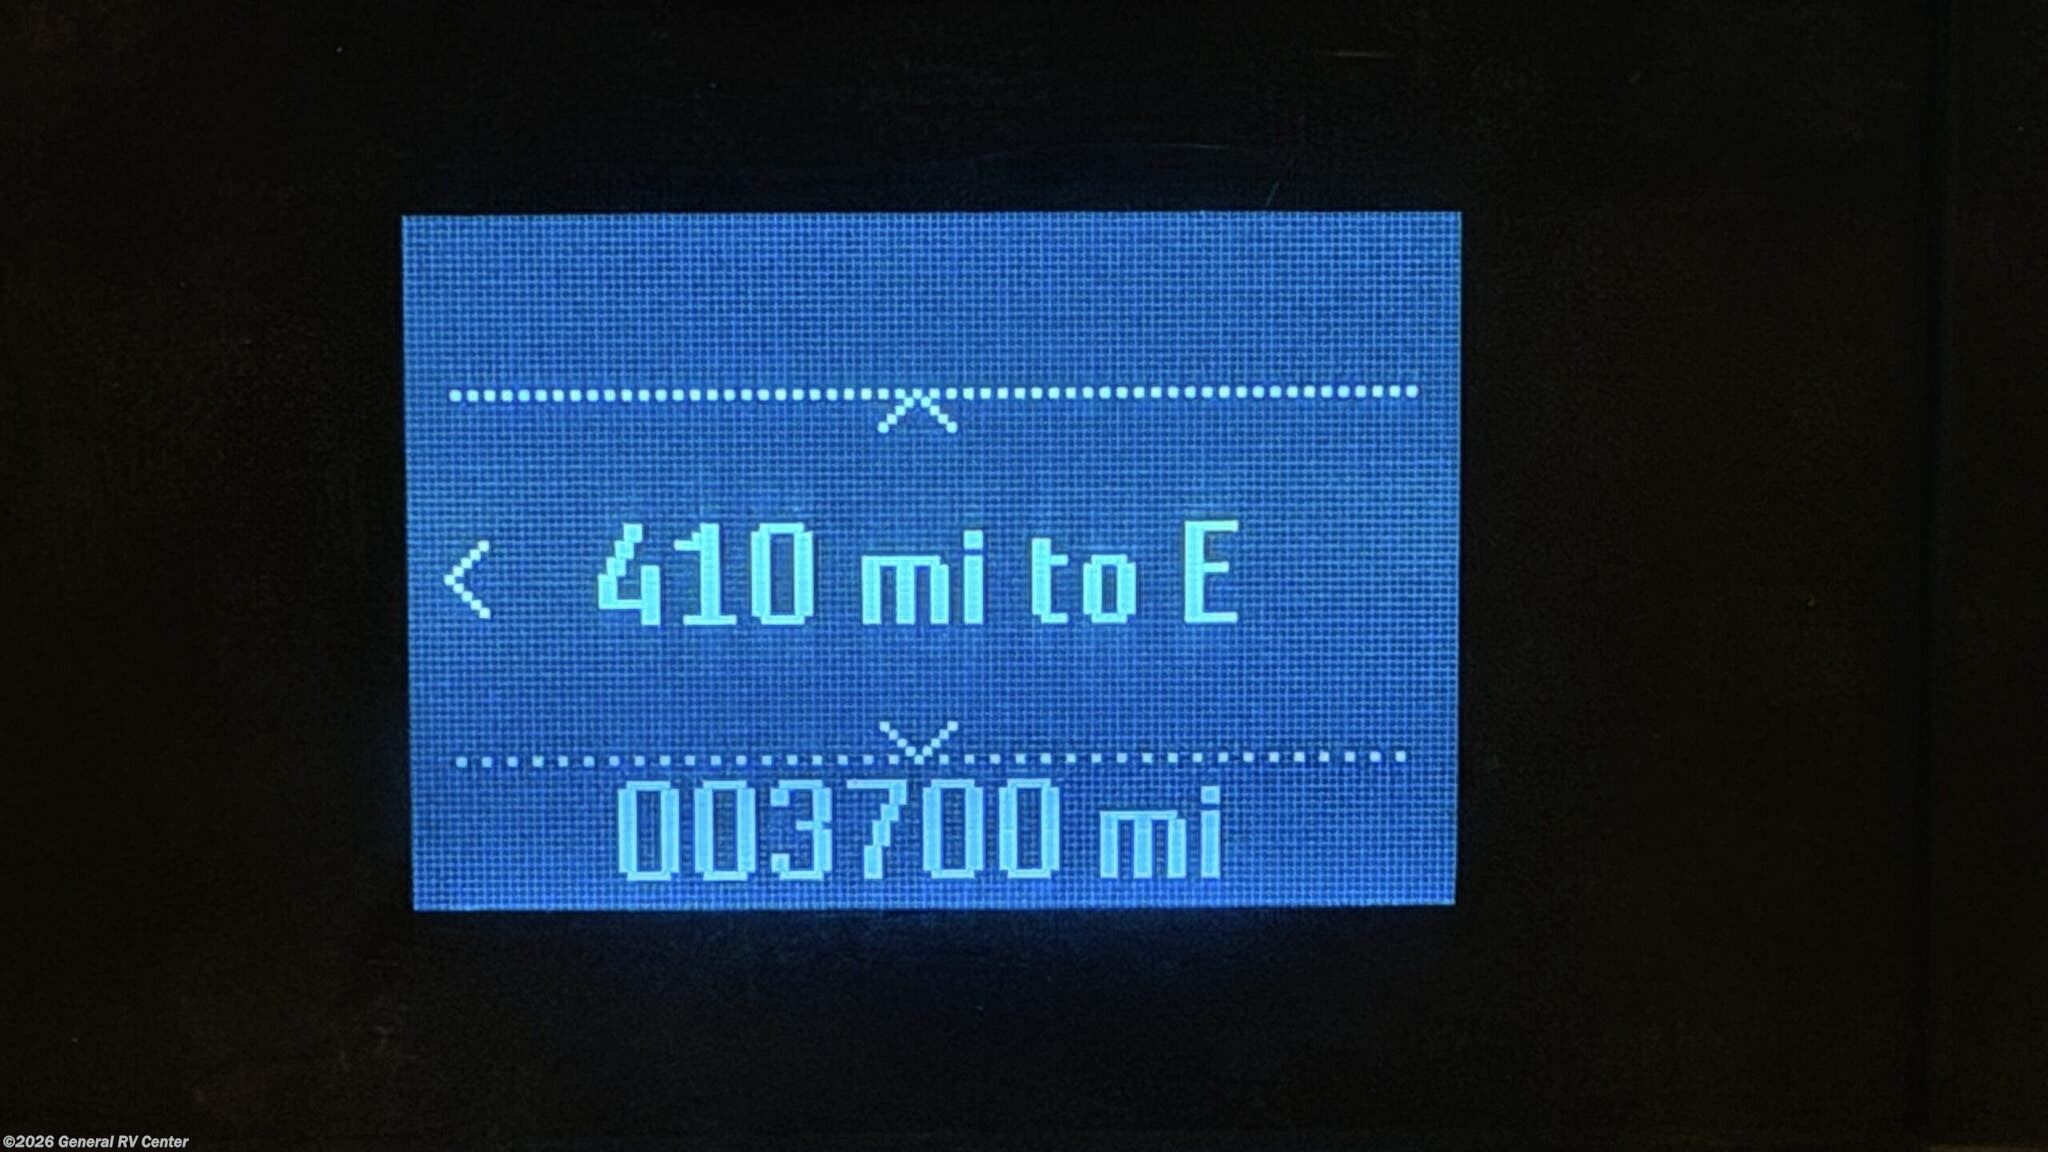 410 mi to E
003700 mi
©2026 General RV Center